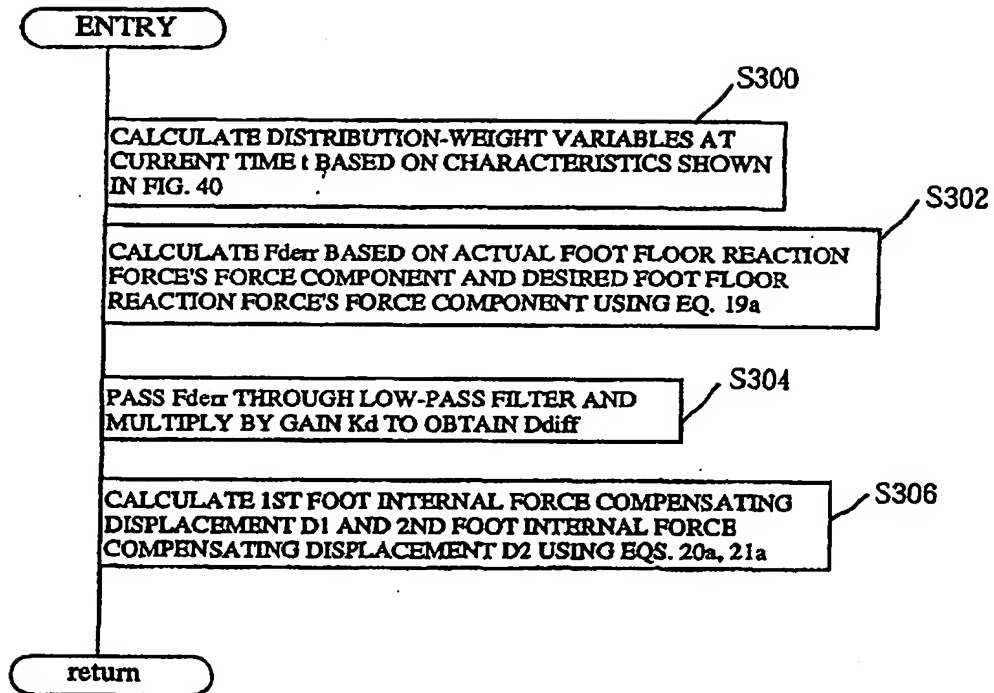 ENTRY
S300
CALCULATE DISTRIBUTION-WEIGHT VARIABLES AT
CURRENT TIME t BASED ON CHARACTERISTICS SHOWN
IN FIG. 40
S302
CALCULATE Fderr BASED ON ACTUAL FOOT FLOOR REACTION
FORCE'S FORCE COMPONENT AND DESIRED FOOT FLOOR
REACTION FORCE'S FORCE COMPONENT USING EQ. 19a
S304
PASS Fderr THROUGH LOW-PASS FILTER AND
MULTIPLY BY GAIN Kd TO OBTAIN Ddiff
S306
CALCULATE 1ST FOOT INTERNAL FORCE COMPENSATING
DISPLACEMENT D1 AND 2ND FOOT INTERNAL FORCE
COMPENSATING DISPLACEMENT D2 USING EQS. 20a, 21a
return